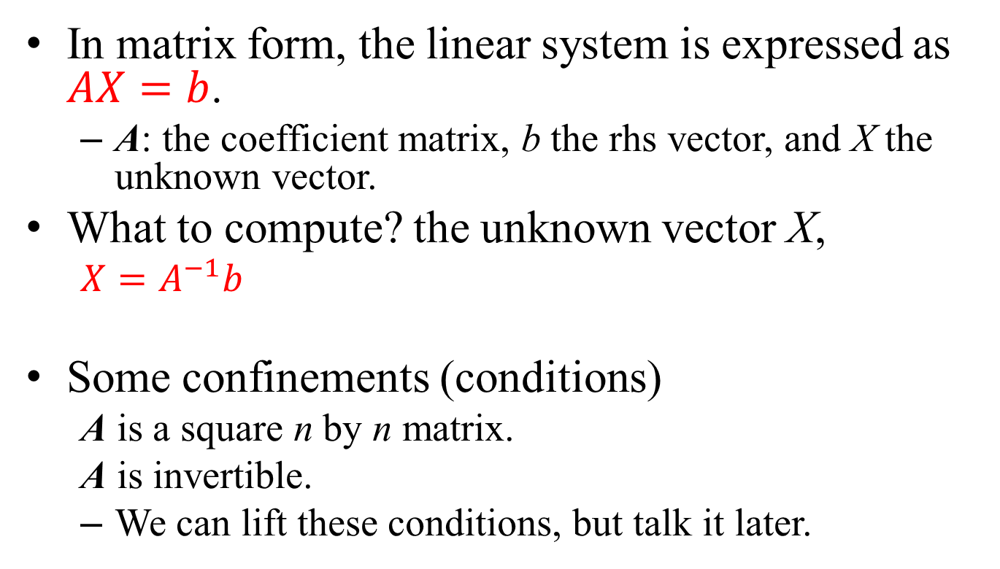 • In matrix form, the linear system is expressed as
AX = b.
– A: the coefficient matrix, b the rhs vector, and X the
unknown vector.
• What to compute? the unknown vector X,
X = A⁻¹b
• Some confinements (conditions)
A is a square n by n matrix.
A is invertible.
– We can lift these conditions, but talk it later.